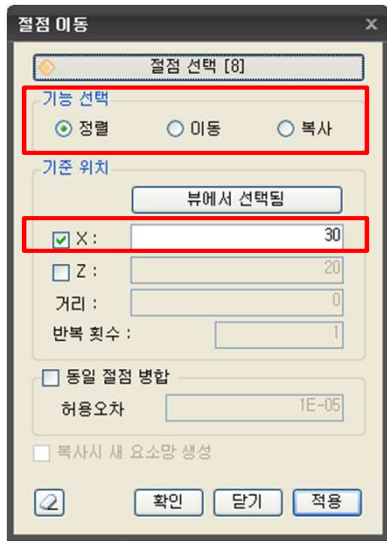 절점 이동
절점 선택 [8]
기능 선택
정렬 이동 복사
기준 위치
뷰에서 선택됨
X : 30
Z : 20
거리 : 0
반복 횟수 : 1
동일 절점 병합
허용오차 1E-05
복사시 새 요소망 생성
확인 닫기 적용